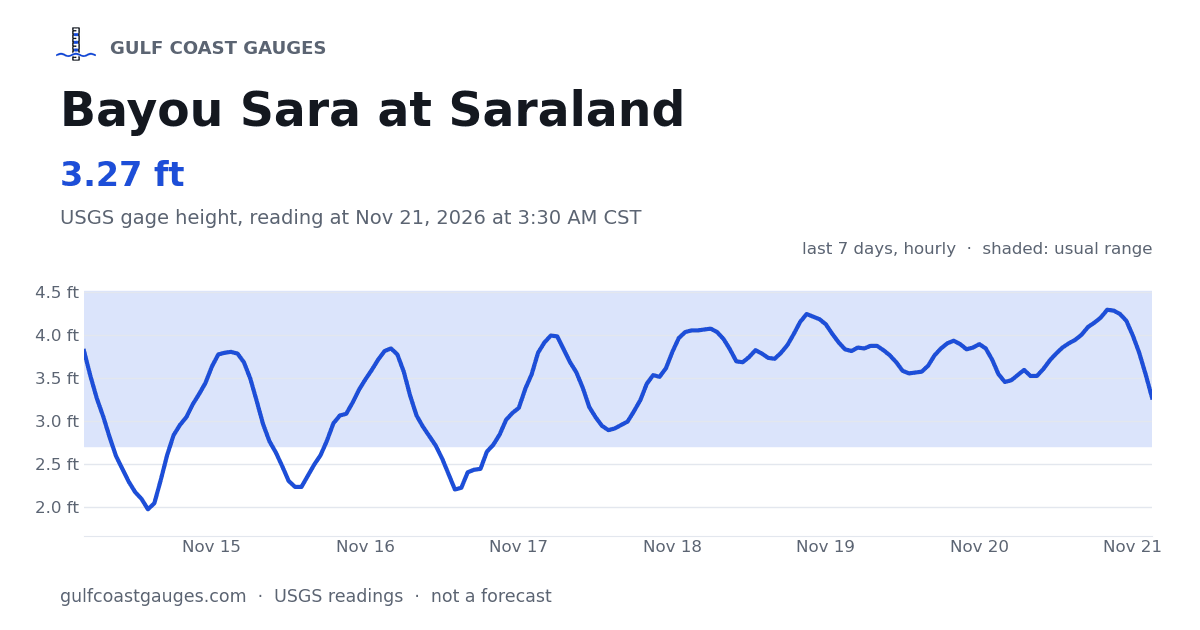 GULF COAST GAUGES
Bayou Sara at Saraland
3.27 ft
USGS gage height, reading at Nov 21, 2026 at 3:30 AM CST
last 7 days, hourly · shaded: usual range
4.5 ft
4.0 ft
3.5 ft
3.0 ft
2.5 ft
2.0 ft
Nov 15 Nov 16 Nov 17 Nov 18 Nov 19 Nov 20 Nov 21
gulfcoastgauges.com · USGS readings · not a forecast